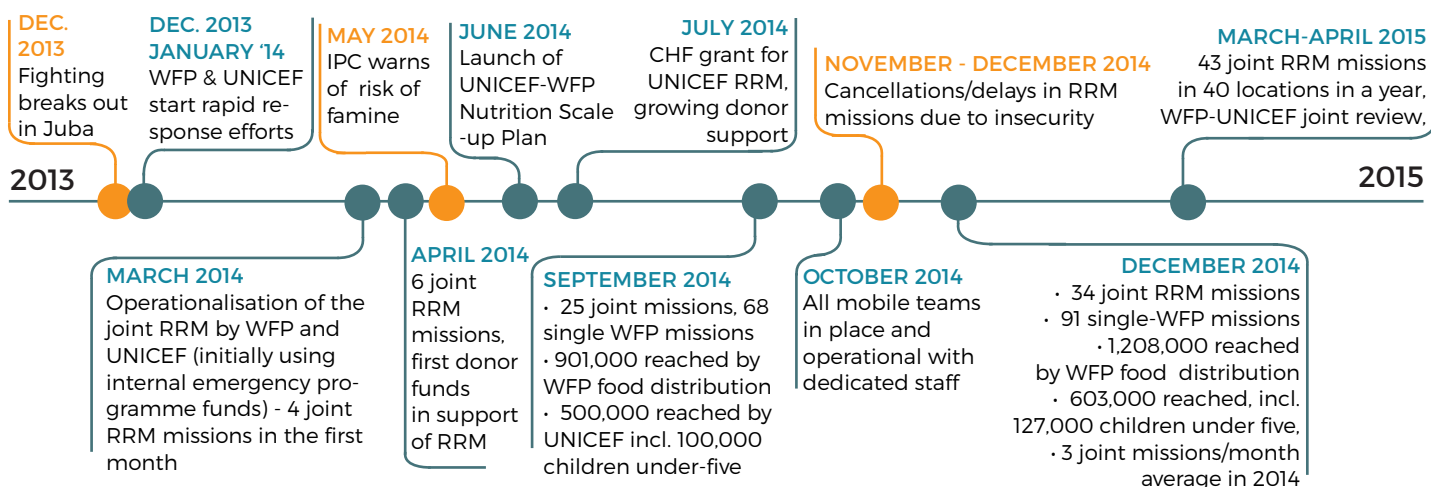 DEC.
2013
Fighting
breaks out
in Juba
DEC. 2013
JANUARY ‘14
WFP & UNICEF
start rapid re-
sponse efforts
MAY 2014
IPC warns
of risk of
famine
JUNE 2014
Launch of
UNICEF-WFP
Nutrition Scale
-up Plan
JULY 2014
CHF grant for
UNICEF RRM,
growing donor
support
NOVEMBER - DECEMBER 2014
Cancellations/delays in RRM
missions due to insecurity
MARCH-APRIL 2015
43 joint RRM missions
in 40 locations in a year,
WFP-UNICEF joint review,
2013
2015
MARCH 2014
Operationalisation of the
joint RRM by WFP and
UNICEF (initially using
internal emergency pro-
gramme funds) - 4 joint
RRM missions in the first
month
APRIL 2014
6 joint
RRM
missions,
first donor
funds
in support
of RRM
SEPTEMBER 2014
· 25 joint missions, 68
single WFP missions
· 901,000 reached by
WFP food distribution
· 500,000 reached by
UNICEF incl. 100,000
children under-five
OCTOBER 2014
All mobile teams
in place and
operational with
dedicated staff
DECEMBER 2014
· 34 joint RRM missions
· 91 single-WFP missions
· 1,208,000 reached
by WFP food distribution
· 603,000 reached, incl.
127,000 children under five,
· 3 joint missions/month
average in 2014